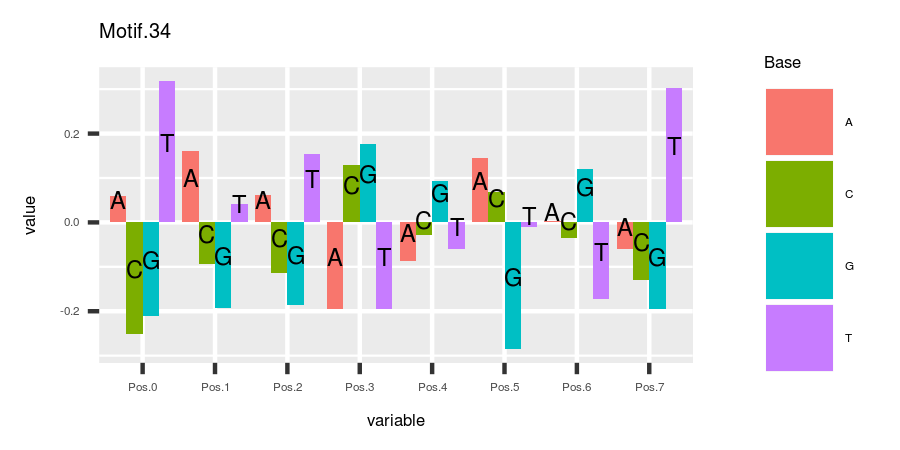 Motif.34
Base
A
C
G
T
value
0.2
0.0
-0.2
A C G T
A C G T
A C G T
A C G T
A C G T
A C G T
A C G T
A C G T
Pos.0 Pos.1 Pos.2 Pos.3 Pos.4 Pos.5 Pos.6 Pos.7
variable